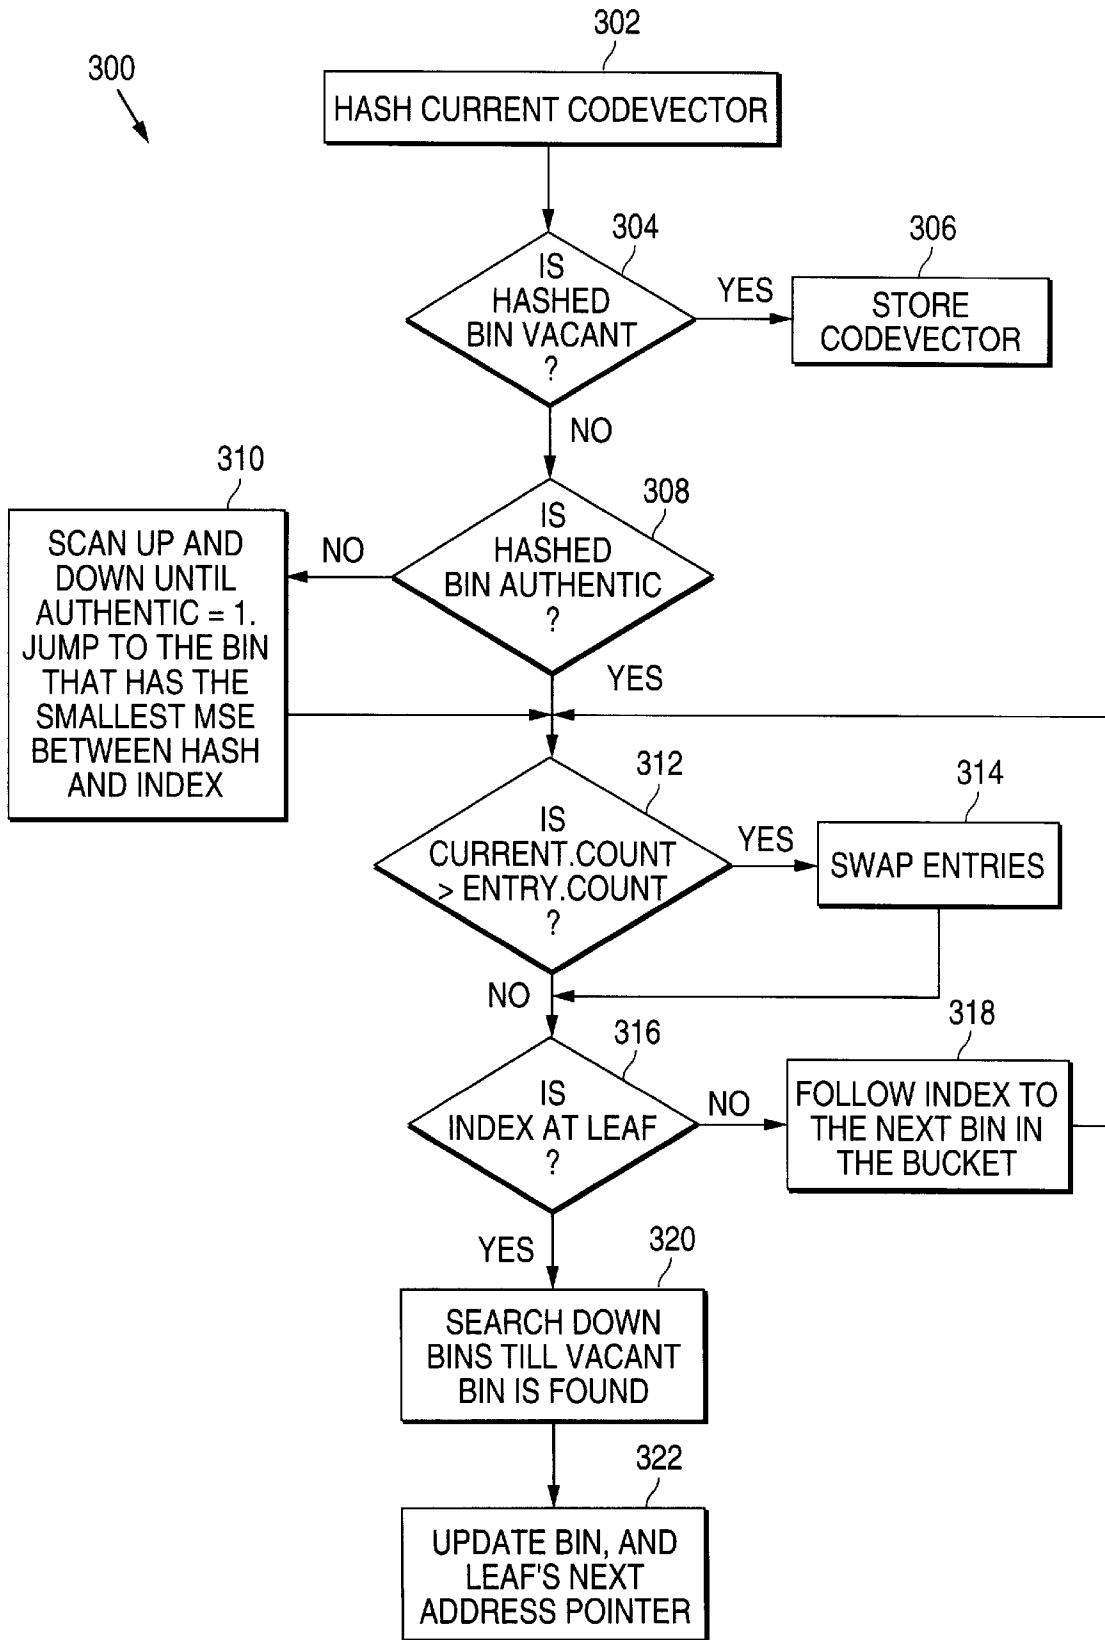 302
300
HASH CURRENT CODEVECTOR
304
306
IS
HASHED
BIN VACANT
?
YES
STORE
CODEVECTOR
NO
310
308
IS
HASHED
BIN AUTHENTIC
?
NO
SCAN UP AND
DOWN UNTIL
AUTHENTIC = 1.
JUMP TO THE BIN
THAT HAS THE
SMALLEST MSE
BETWEEN HASH
AND INDEX
YES
312
314
IS
CURRENT.COUNT
> ENTRY.COUNT
?
YES
SWAP ENTRIES
NO
316
318
IS
INDEX AT LEAF
?
NO
FOLLOW INDEX TO
THE NEXT BIN IN
THE BUCKET
YES
320
SEARCH DOWN
BINS TILL VACANT
BIN IS FOUND
322
UPDATE BIN, AND
LEAF'S NEXT
ADDRESS POINTER